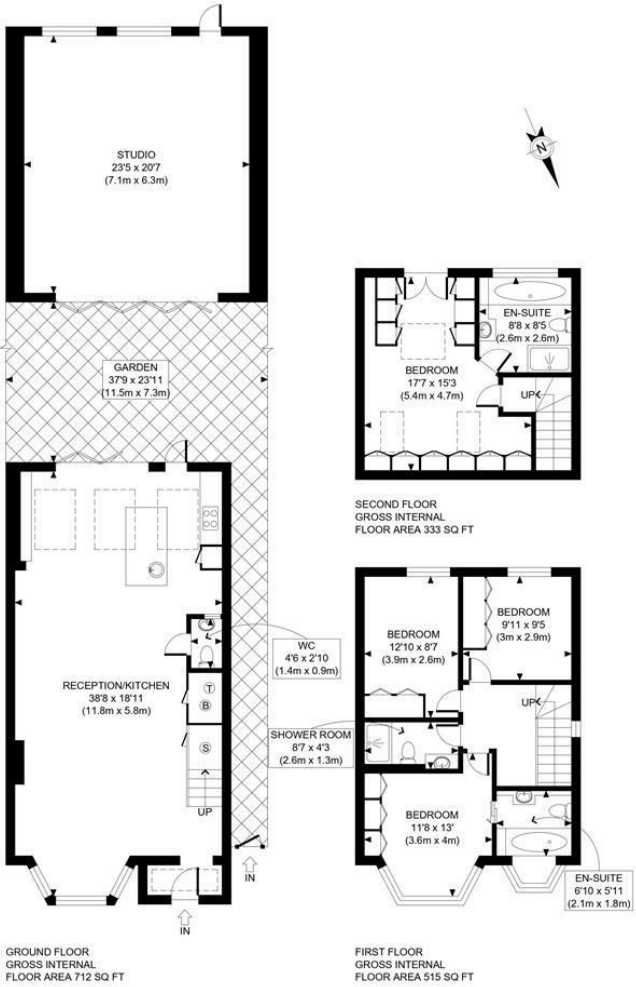 STUDIO
23'5 x 20'7
(7.1m x 6.3m)
GARDEN
37'9 x 23'11
(11.5m x 7.3m)
RECEPTION/KITCHEN
38'8 x 18'11
(11.8m x 5.8m)
WC
4'6 x 2'10
(1.4m x 0.9m)
T
B
S
UP
IN
IN
GROUND FLOOR
GROSS INTERNAL
FLOOR AREA 712 SQ FT
N
EN-SUITE
8'8 x 8'5
(2.6m x 2.6m)
BEDROOM
17'7 x 15'3
(5.4m x 4.7m)
UP
SECOND FLOOR
GROSS INTERNAL
FLOOR AREA 333 SQ FT
BEDROOM
12'10 x 8'7
(3.9m x 2.6m)
BEDROOM
9'11 x 9'5
(3m x 2.9m)
UP
SHOWER ROOM
8'7 x 4'3
(2.6m x 1.3m)
BEDROOM
11'8 x 13'
(3.6m x 4m)
EN-SUITE
6'10 x 5'11
(2.1m x 1.8m)
FIRST FLOOR
GROSS INTERNAL
FLOOR AREA 515 SQ FT